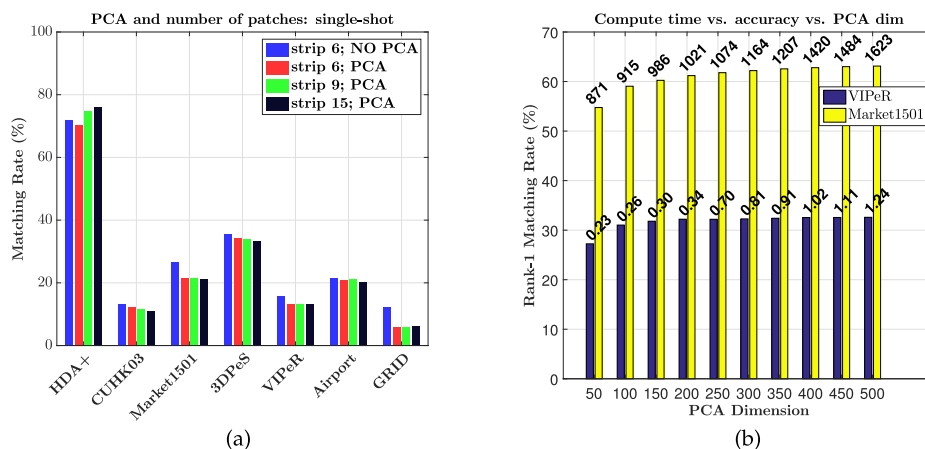 PCA and number of patches: single-shot
Matching Rate (%)
100
80
60
40
20
0
strip 6; NO PCA
strip 6; PCA
strip 9; PCA
strip 15; PCA
HDA+
CUHK03
Market1501
3DPeS
VIPeR
Airport
GRID
(a)
Compute time vs. accuracy vs. PCA dim
Rank-1 Matching Rate (%)
70
60
50
40
30
20
10
0
871
915
986
1021
1074
1164
1207
1420
1484
1623
VIPeR
Market1501
0.23
0.26
0.30
0.34
0.70
0.81
0.91
1.02
1.11
1.24
50 100 150 200 250 300 350 400 450 500
PCA Dimension
(b)